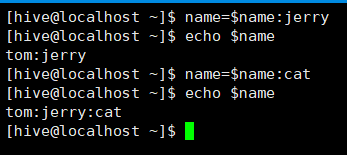 [hive@localhost ~]$ name=$name:jerry
[hive@localhost ~]$ echo $name
tom:jerry
[hive@localhost ~]$ name=$name:cat
[hive@localhost ~]$ echo $name
tom:jerry:cat
[hive@localhost ~]$